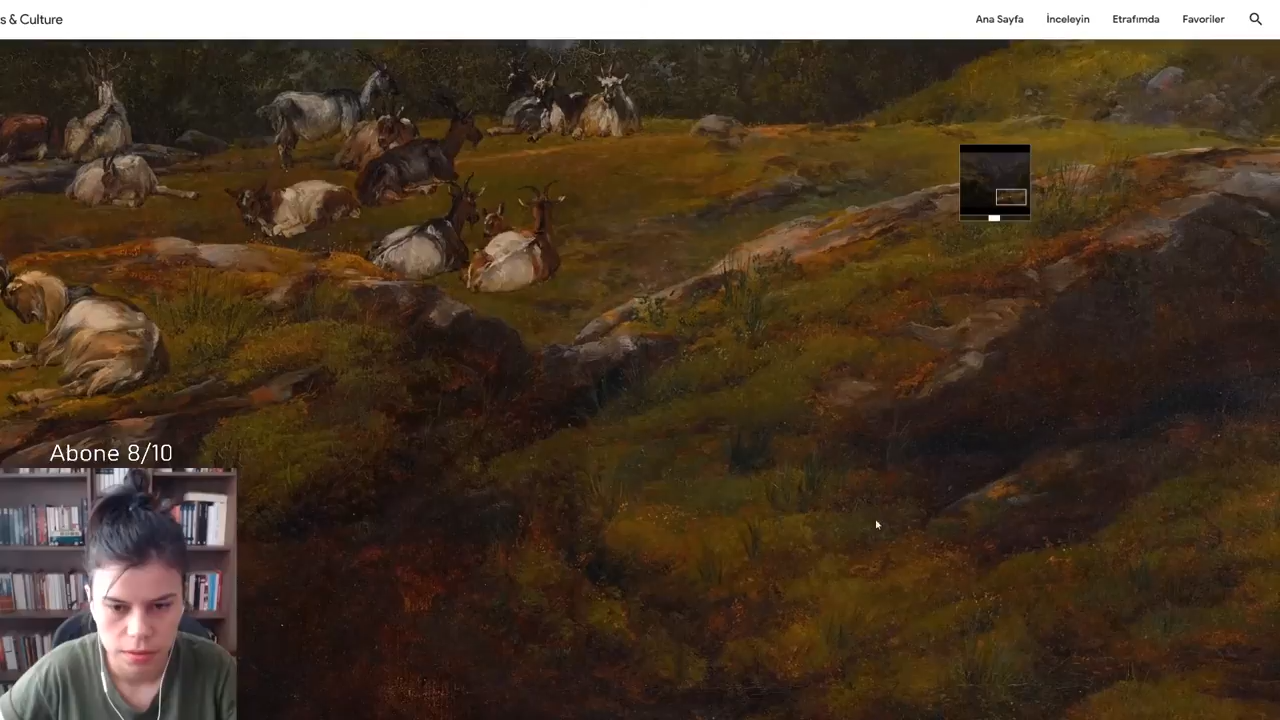 s & Culture
Ana Sayfa
İnceleyin
Etrafımda
Favoriler
Abone 8/10